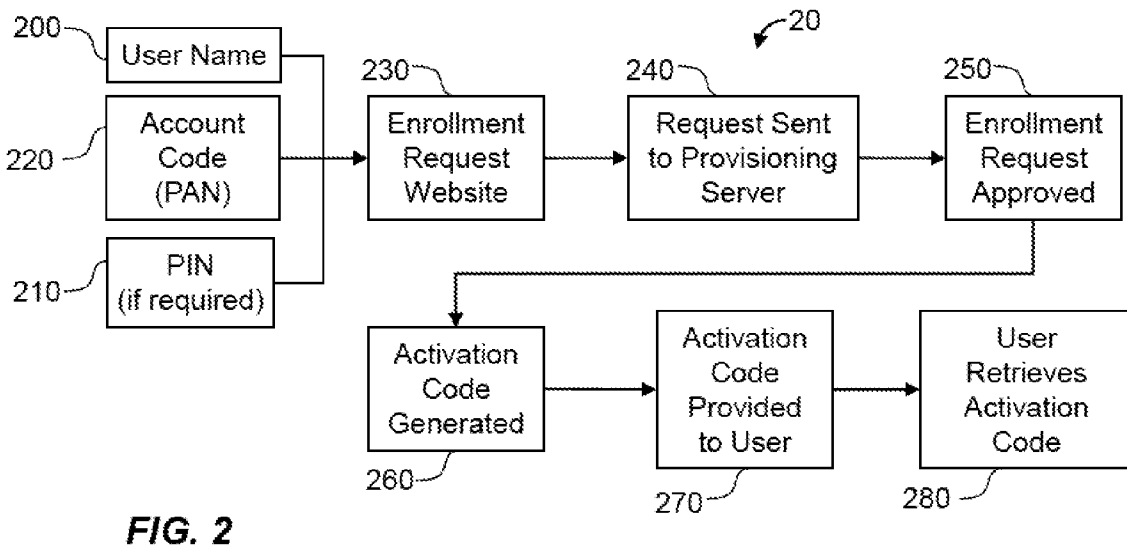 20
200
User Name
220
Account
Code
(PAN)
210
PIN
(if required)
230
Enrollment
Request
Website
240
Request Sent
to Provisioning
Server
250
Enrollment
Request
Approved
Activation
Code
Generated
260
Activation
Code
Provided
to User
270
User
Retrieves
Activation
Code
280
FIG. 2